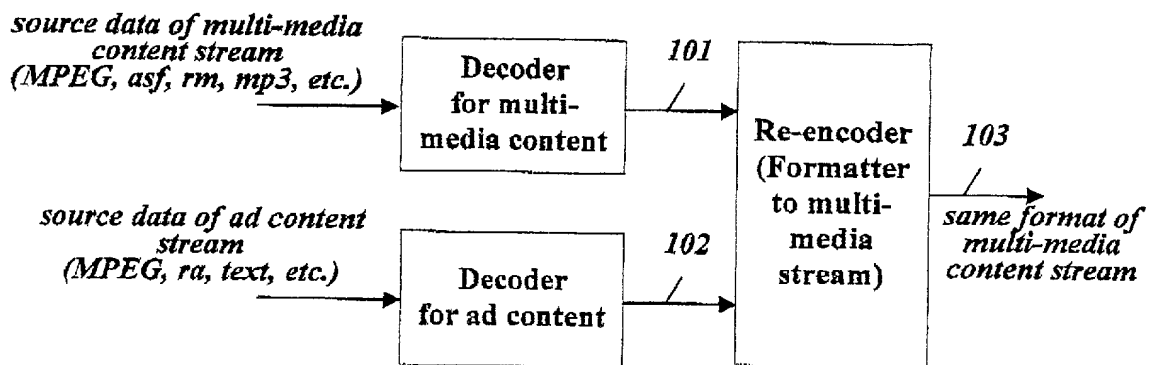 source data of multi-media
content stream
(MPEG, asf, rm, mp3, etc.)
Decoder
for multi-
media content
101
source data of ad content
stream
(MPEG, ra, text, etc.)
Decoder
for ad content
102
Re-encoder
(Formatter
to multi-
media
stream)
103
same format of
multi-media
content stream